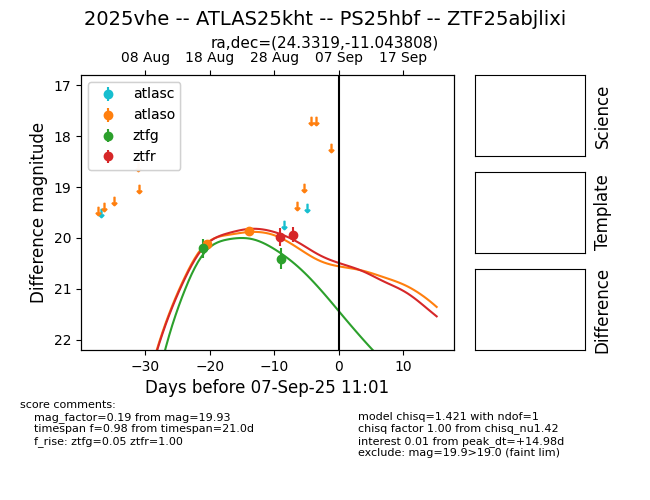 2025vhe -- ATLAS25kht -- PS25hbf -- ZTF25abjlixi
ra,dec=(24.3319,-11.043808)
08 Aug 18 Aug 28 Aug 07 Sep 17 Sep
atlasc
atlaso
ztfg
ztfr
17
18
19
20
21
22
Difference magnitude
−30 −20 −10 0 10
Days before 07-Sep-25 11:01
Science
Template
Difference
score comments:
mag_factor=0.19 from mag=19.93
timespan f=0.98 from timespan=21.0d
f_rise: ztfg=0.05 ztfr=1.00
model chisq=1.421 with ndof=1
chisq factor 1.00 from chisq_nu1.42
interest 0.01 from peak_dt=+14.98d
exclude: mag=19.9>19.0 (faint lim)